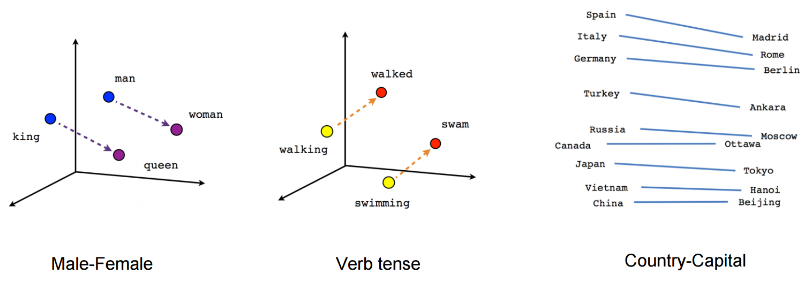 man
woman
king
queen
Male-Female
walked
swam
walking
swimming
Verb tense
Spain
Madrid
Italy
Rome
Germany
Berlin
Turkey
Ankara
Russia
Moscow
Canada
Ottawa
Japan
Tokyo
Vietnam
Hanoi
China
Beijing
Country-Capital